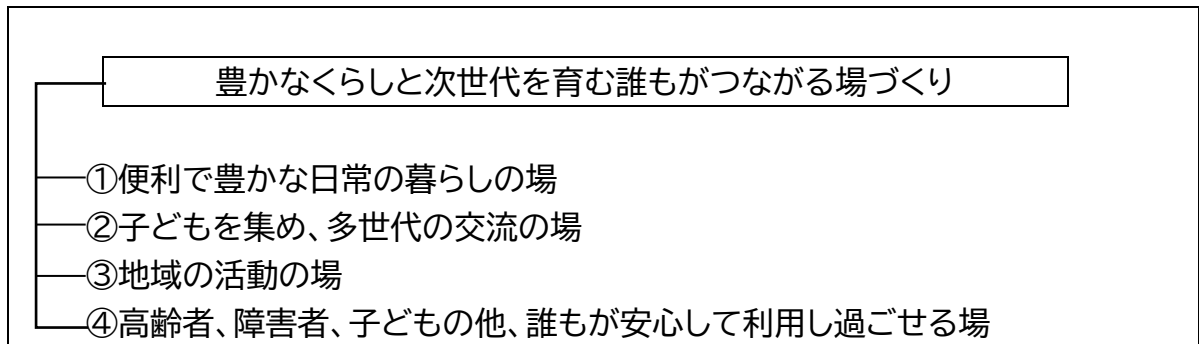 豊かなくらしと次世代を育む誰もがつながる場づくり
①便利で豊かな日常の暮らしの場
②子どもを集め、多世代の交流の場
③地域の活動の場
④高齢者、障害者、子どもの他、誰もが安心して利用し過ごせる場